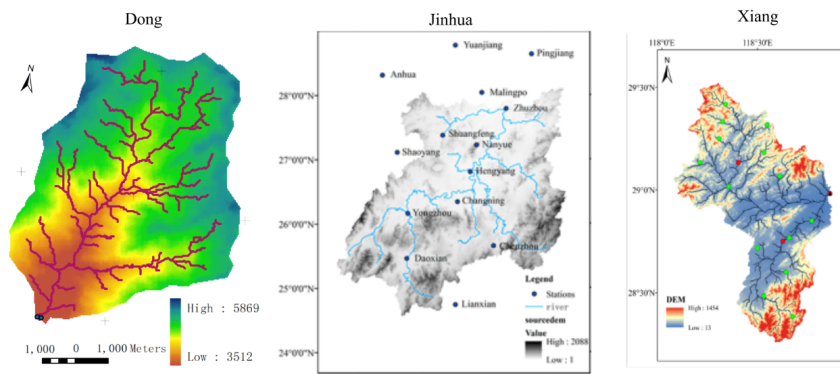 Dong
Jinhua
Xiang
N
High : 5869
Low : 3512
1,000 0 1,000 Meters
Yuanjiang
Pingjiang
Anhua
28°0'0"N
Malingpo
Zhuzhou
Shuangfeng
Nanyue
Shaoyang
27°0'0"N
Hengyang
Changning
Yongzhou
26°0'0"N
Chenzhou
Daoxian
Legend
Stations
river
sourcedem
Value
High : 2088
Low : 1
25°0'0"N
Lianxian
24°0'0"N
118°0'E
118°30'E
N
29°30'N
29°0'N
28°30'N
DEM
High : 1454
Low : 13